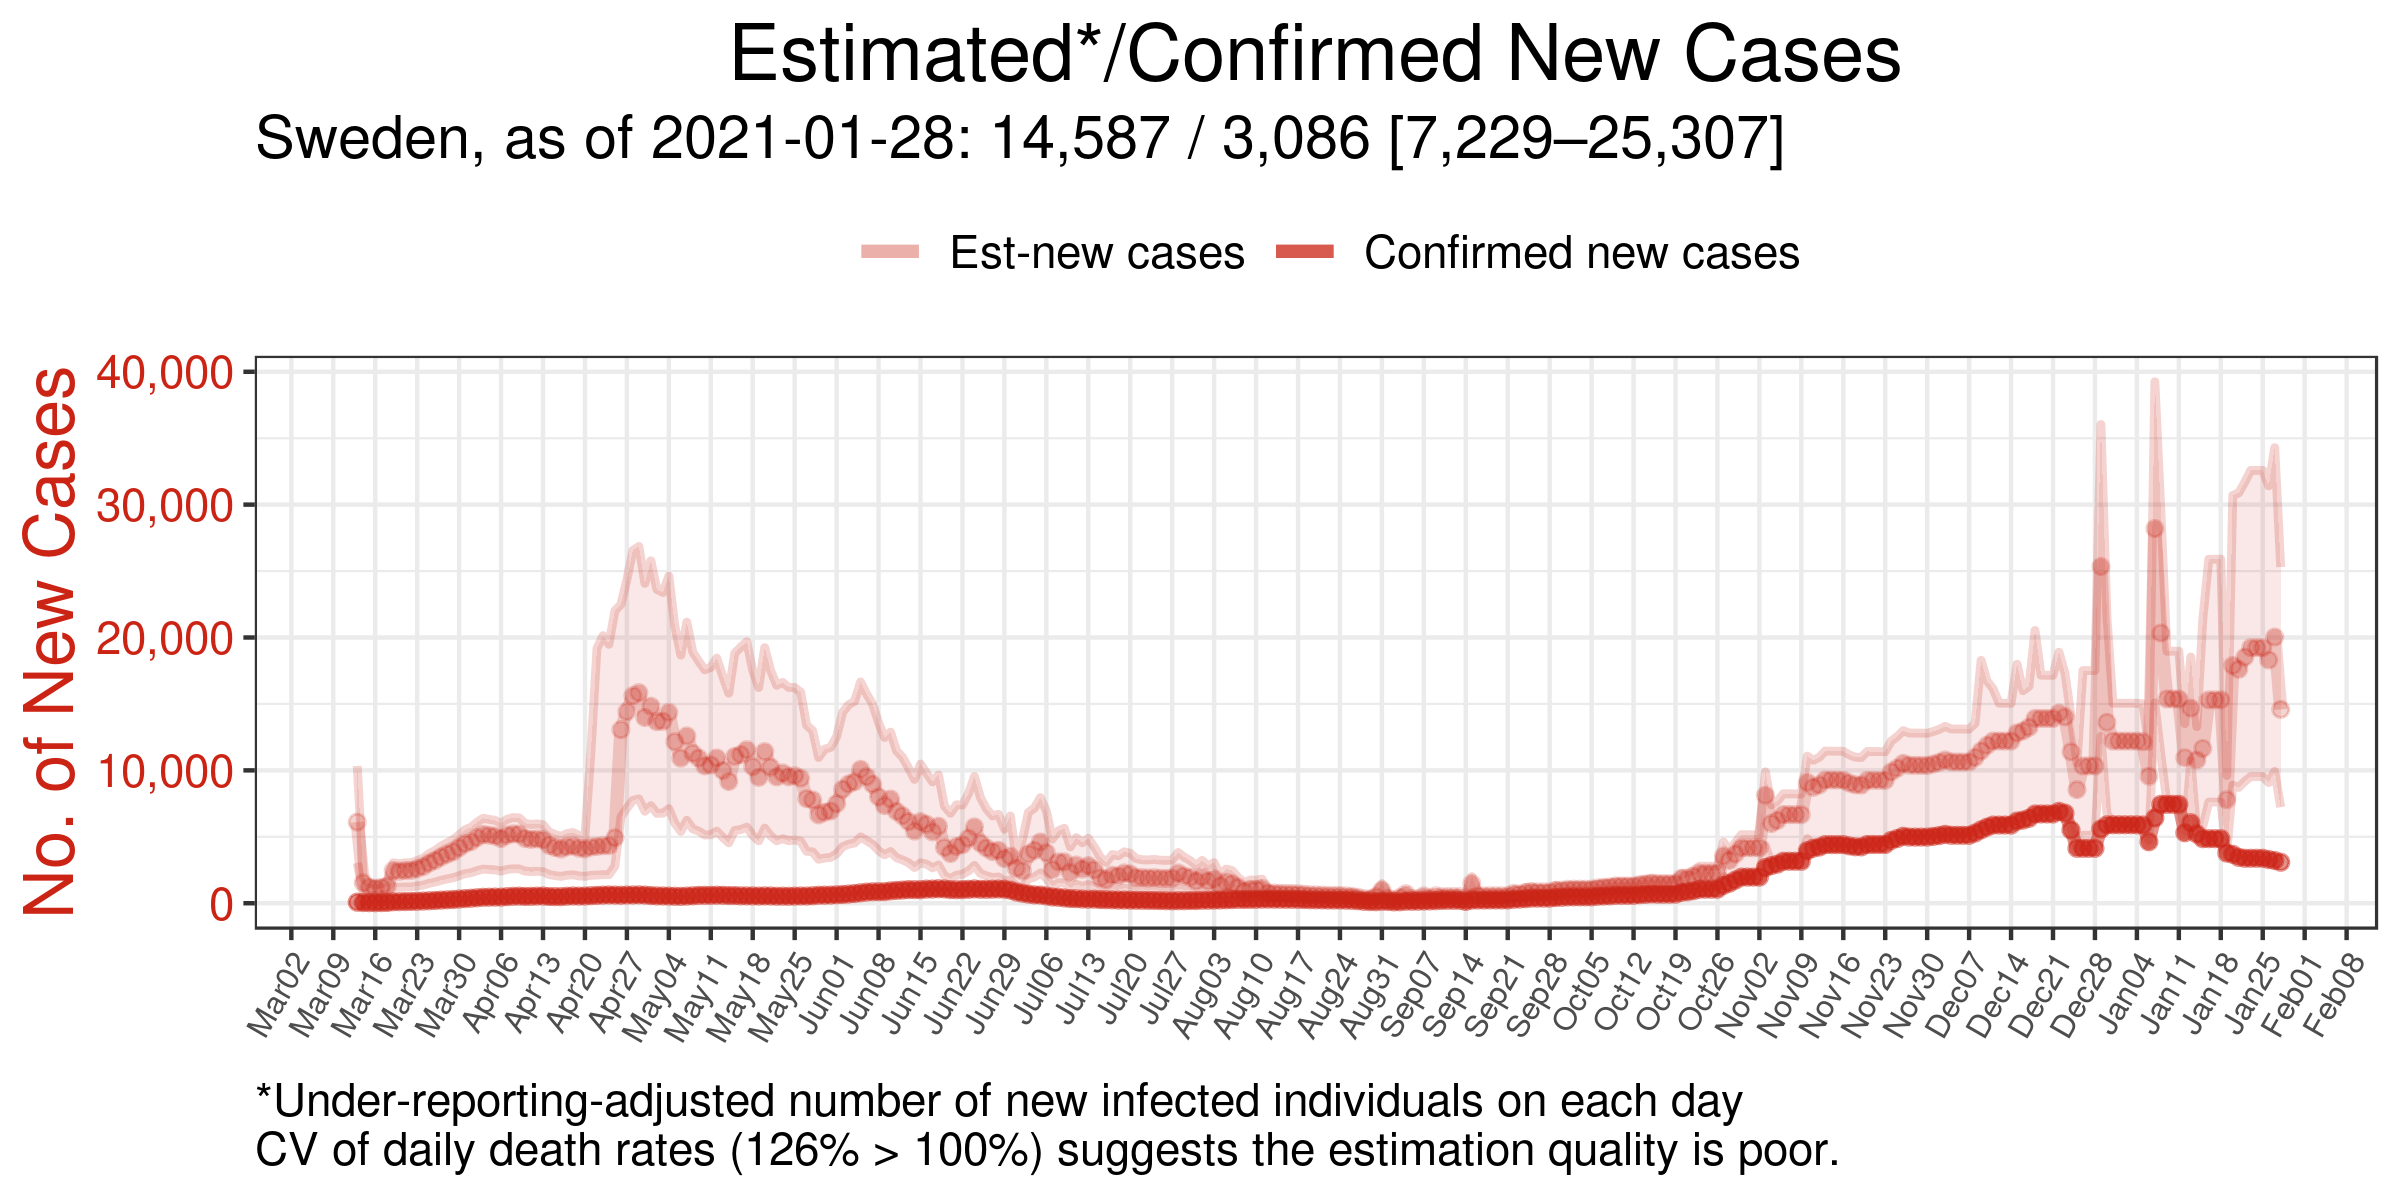 Estimated*/Confirmed New Cases
Sweden, as of 2021-01-28: 14,587 / 3,086 [7,229–25,307]
Est-new cases Confirmed new cases
No. of New Cases
40,000
30,000
20,000
10,000
0
Mar02 Mar09 Mar16 Mar23 Mar30 Apr06 Apr13 Apr20 Apr27 May04 May11 May18 May25 Jun01 Jun08 Jun15 Jun22 Jun29 Jul06 Jul13 Jul20 Jul27 Aug03 Aug10 Aug17 Aug24 Aug31 Sep07 Sep14 Sep21 Sep28 Oct05 Oct12 Oct19 Oct26 Nov02 Nov09 Nov16 Nov23 Nov30 Dec07 Dec14 Dec21 Dec28 Jan04 Jan11 Jan18 Jan25 Feb01 Feb08
*Under-reporting-adjusted number of new infected individuals on each day
CV of daily death rates (126% > 100%) suggests the estimation quality is poor.